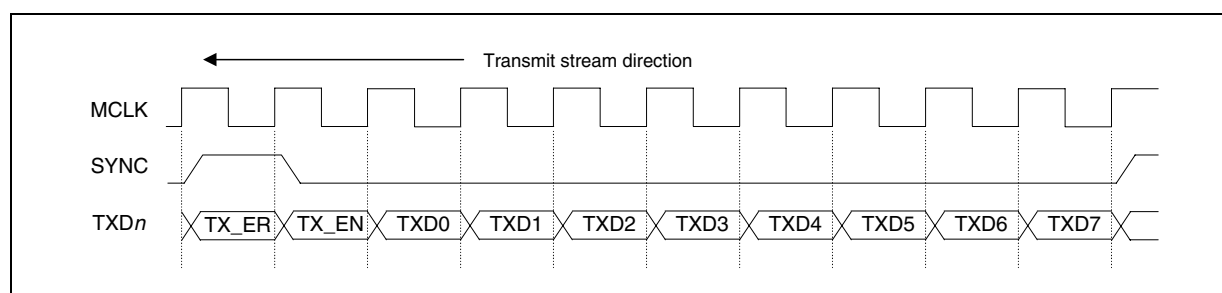 Transmit stream direction
MCLK
SYNC
TXDn TX_ER TX_EN TXD0 TXD1 TXD2 TXD3 TXD4 TXD5 TXD6 TXD7